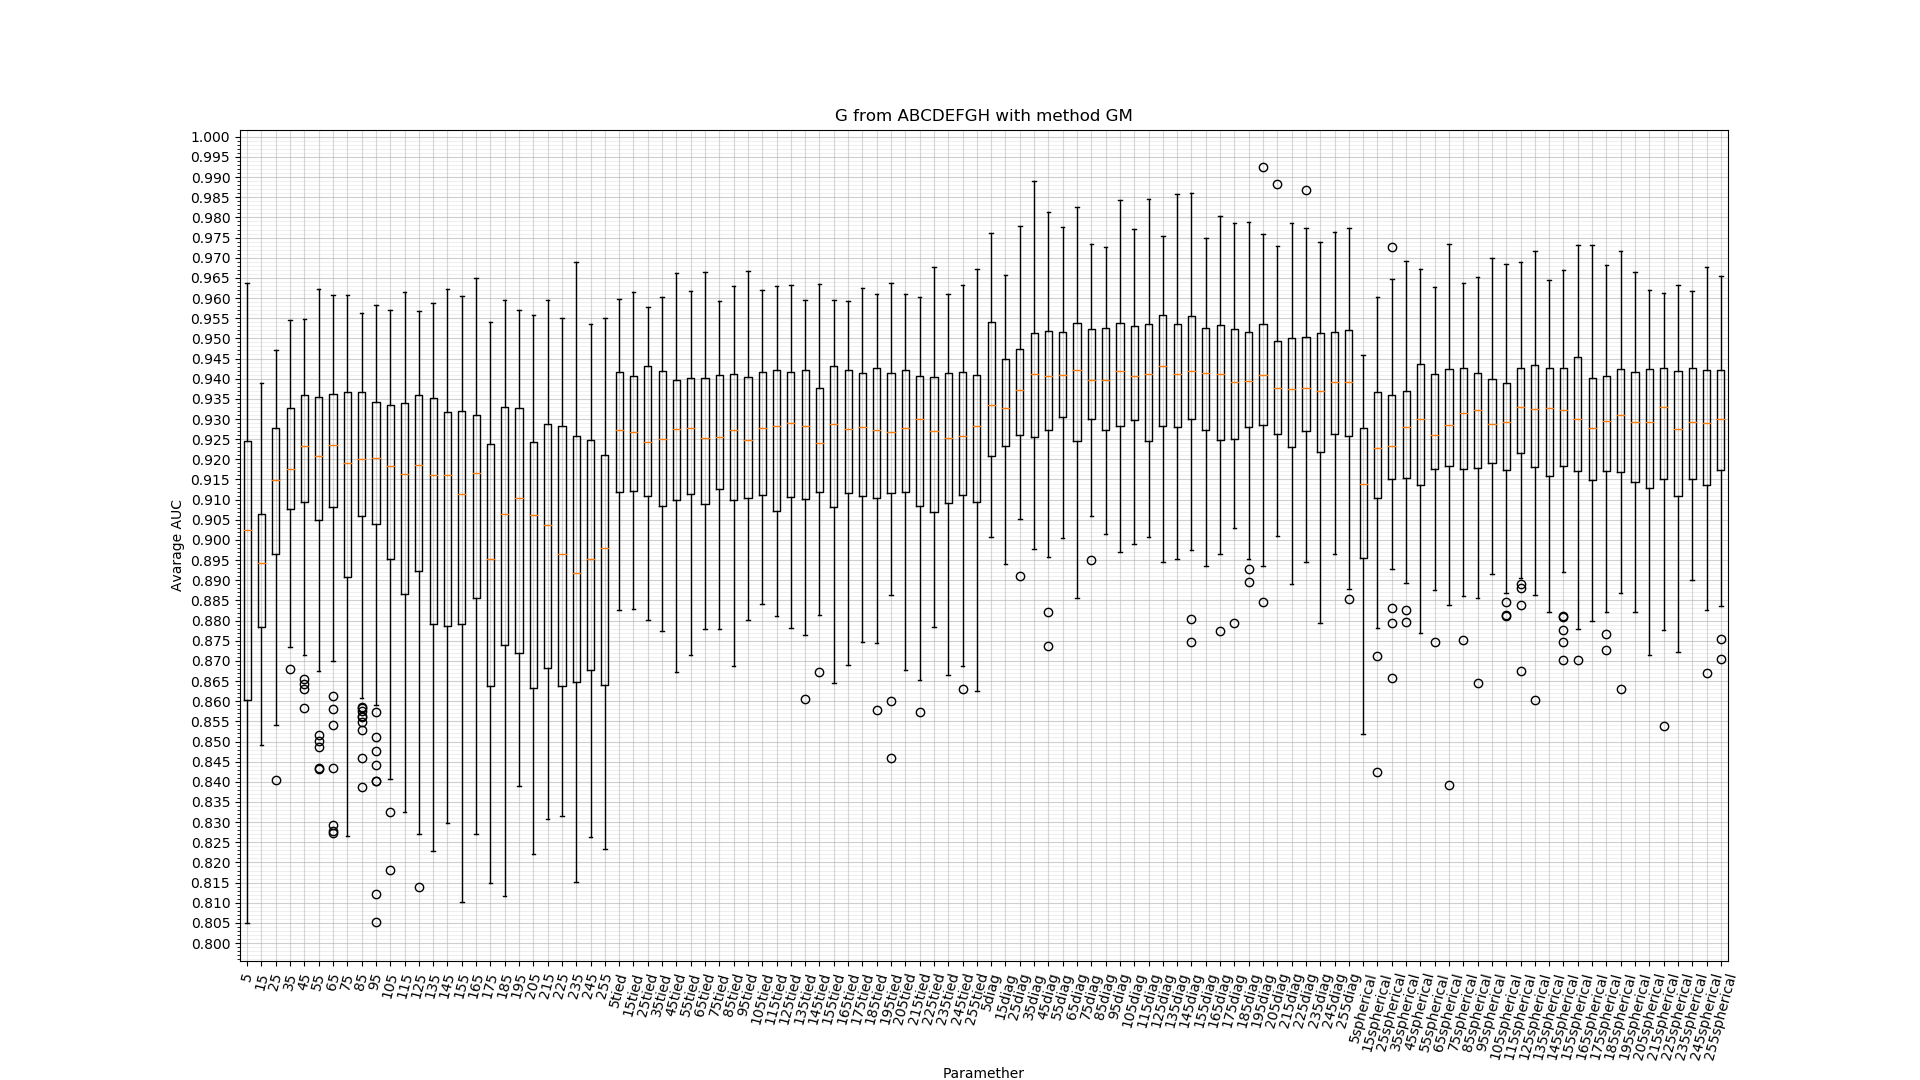 G from ABCDEFGH with method GM
1.000
0.995
0.990
0.985
0.980
0.975
0.970
0.965
0.960
0.955
0.950
0.945
0.940
0.935
0.930
0.925
0.920
0.915
0.910
0.905
0.900
0.895
0.890
0.885
0.880
0.875
0.870
0.865
0.860
0.855
0.850
0.845
0.840
0.835
0.830
0.825
0.820
0.815
0.810
0.805
0.800
Avarage AUC
5
15
25
35
45
55
65
75
85
95
105
115
125
135
145
155
165
175
185
195
205
215
225
235
245
255
5tied
15tied
25tied
35tied
45tied
55tied
65tied
75tied
85tied
95tied
105tied
115tied
125tied
135tied
145tied
155tied
165tied
175tied
185tied
195tied
205tied
215tied
225tied
235tied
245tied
255tied
5diag
15diag
25diag
35diag
45diag
55diag
65diag
75diag
85diag
95diag
105diag
115diag
125diag
135diag
145diag
155diag
165diag
175diag
185diag
195diag
205diag
215diag
225diag
235diag
245diag
255diag
5spherical
15spherical
25spherical
35spherical
45spherical
55spherical
65spherical
75spherical
85spherical
95spherical
105spherical
115spherical
125spherical
135spherical
145spherical
155spherical
165spherical
175spherical
185spherical
195spherical
205spherical
215spherical
225spherical
235spherical
245spherical
255spherical
Paramether